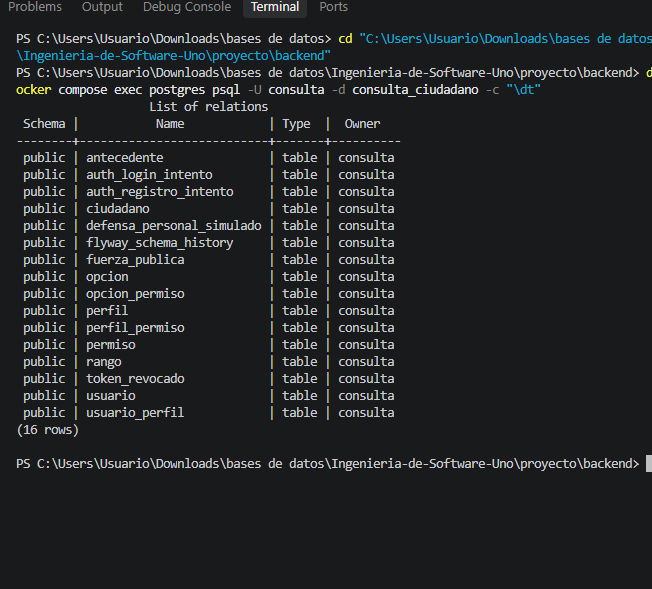 Problems Output Debug Console Terminal Ports
PS C:\Users\Usuario\Downloads\bases de datos> cd "C:\Users\Usuario\Downloads\bases de datos
\Ingenieria-de-Software-Uno\proyecto\backend"
PS C:\Users\Usuario\Downloads\bases de datos\Ingenieria-de-Software-Uno\proyecto\backend> d
ocker compose exec postgres psql -U consulta -d consulta_ciudadano -c "\dt"
List of relations
Schema | Name | Type | Owner
--------+---------------------------+-------+----------
public | antecedente | table | consulta
public | auth_login_intento | table | consulta
public | auth_registro_intento | table | consulta
public | ciudadano | table | consulta
public | defensa_personal_simulado | table | consulta
public | flyway_schema_history | table | consulta
public | fuerza_publica | table | consulta
public | opcion | table | consulta
public | opcion_permiso | table | consulta
public | perfil | table | consulta
public | perfil_permiso | table | consulta
public | permiso | table | consulta
public | rango | table | consulta
public | token_revocado | table | consulta
public | usuario | table | consulta
public | usuario_perfil | table | consulta
(16 rows)
PS C:\Users\Usuario\Downloads\bases de datos\Ingenieria-de-Software-Uno\proyecto\backend>